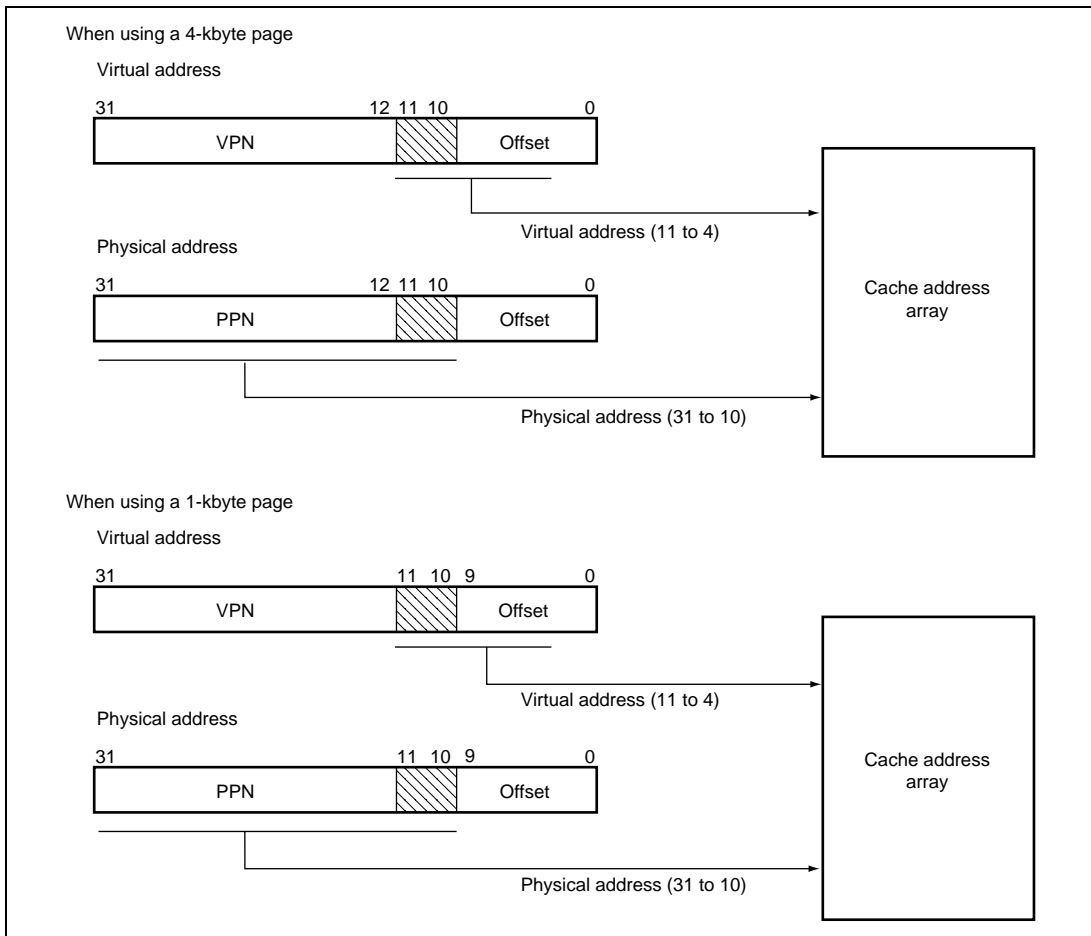 When using a 4-kbyte page
Virtual address
31 12 11 10 0
VPN Offset
Virtual address (11 to 4)
Physical address
31 12 11 10 0
PPN Offset
Physical address (31 to 10)
Cache address
array
When using a 1-kbyte page
Virtual address
31 11 10 9 0
VPN Offset
Virtual address (11 to 4)
Physical address
31 11 10 9 0
PPN Offset
Physical address (31 to 10)
Cache address
array